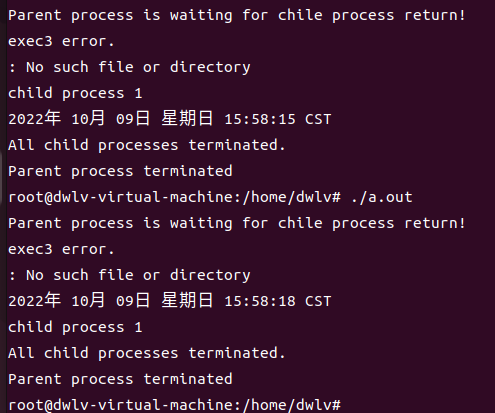 Parent process is waiting for chile process return!
exec3 error.
: No such file or directory
child process 1
2022年 10月 09日 星期日 15:58:15 CST
All child processes terminated.
Parent process terminated
root@dwlv-virtual-machine:/home/dwlv# ./a.out
Parent process is waiting for chile process return!
exec3 error.
: No such file or directory
2022年 10月 09日 星期日 15:58:18 CST
child process 1
All child processes terminated.
Parent process terminated
root@dwlv-virtual-machine:/home/dwlv#